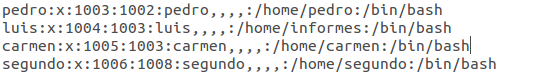 pedro:x:1003:1002:pedro,,,,:/home/pedro:/bin/bash
luis:x:1004:1003:luis,,,,:/home/informes:/bin/bash
carmen:x:1005:1003:carmen,,,,:/home/carmen:/bin/bash
segundo:x:1006:1008:segundo,,,,:/home/segundo:/bin/bash